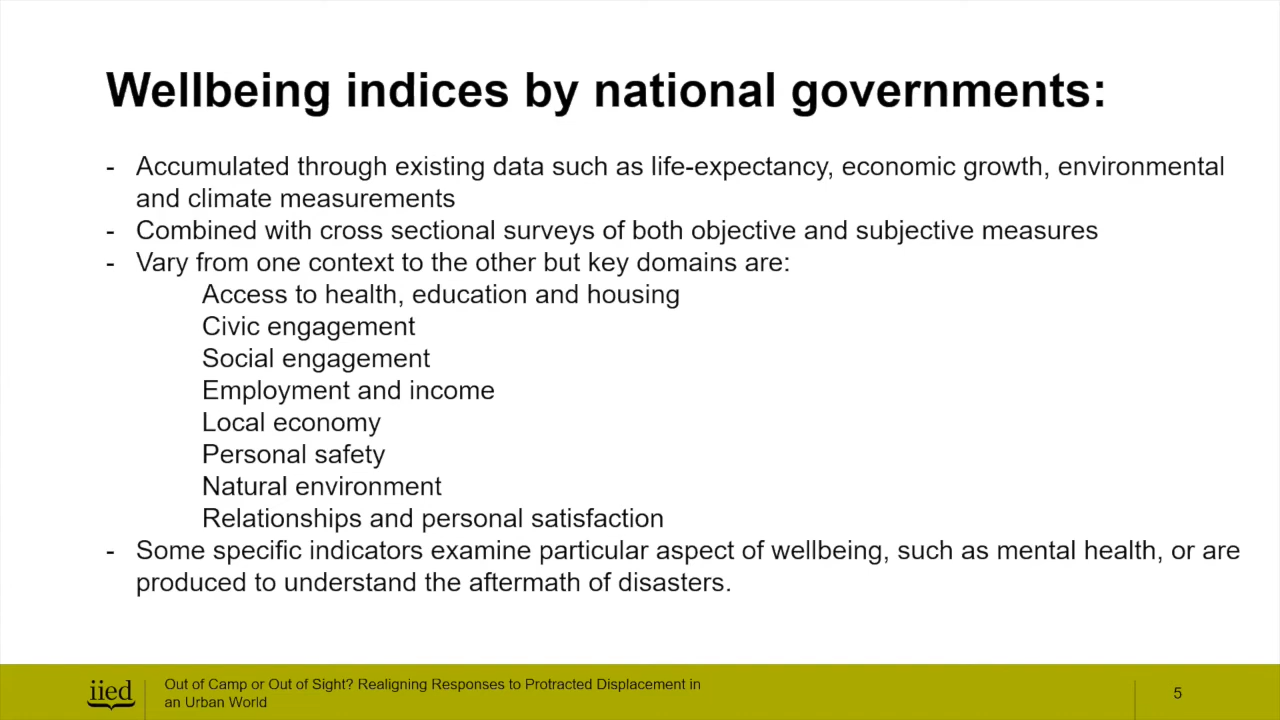 Wellbeing indices by national governments:
- Accumulated through existing data such as life-expectancy, economic growth, environmental
and climate measurements
- Combined with cross sectional surveys of both objective and subjective measures
- Vary from one context to the other but key domains are:
Access to health, education and housing
Civic engagement
Social engagement
Employment and income
Local economy
Personal safety
Natural environment
Relationships and personal satisfaction
- Some specific indicators examine particular aspect of wellbeing, such as mental health, or are
produced to understand the aftermath of disasters.
iied
Out of Camp or Out of Sight? Realigning Responses to Protracted Displacement in
an Urban World
5